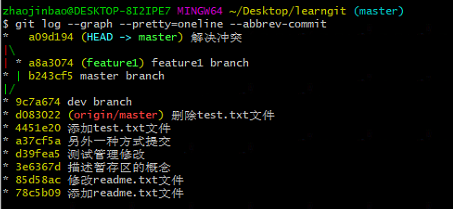 zhaojinbao@DESKTOP-8I2IPE7 MINGW64 ~/Desktop/learngit (master)
$ git log --graph --pretty=oneline --abbrev-commit
*   a09d194 (HEAD -> master) 解决冲突
|\
| * a8a3074 (feature1) feature1 branch
* | b243cf5 master branch
|/
* 9c7a674 dev branch
* d083022 (origin/master) 删除test.txt文件
* 4451e20 添加test.txt文件
* a37cf5a 另外一种方式提交
* d39fea5 测试管理修改
* 3e6367d 描述暂存区的概念
* 85d58ac 修改readme.txt文件
* 78c5b09 添加readme.txt文件